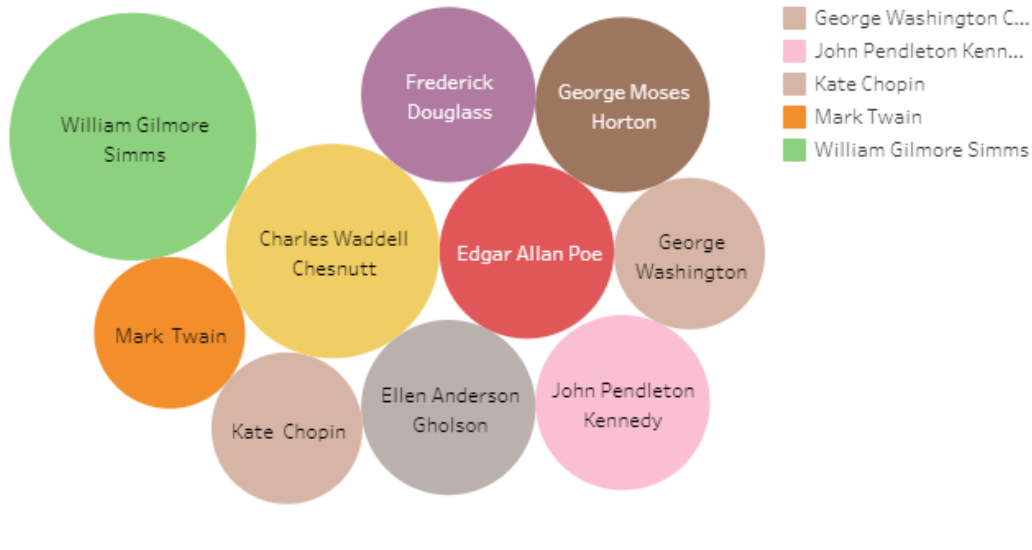 William Gilmore
Simms
Frederick
Douglass
George Moses
Horton
Charles Waddell
Chesnutt
Edgar Allan Poe
George
Washington
Mark Twain
Kate Chopin
Ellen Anderson
Gholson
John Pendleton
Kennedy
George Washington C...
John Pendleton Kenn...
Kate Chopin
Mark Twain
William Gilmore Simms